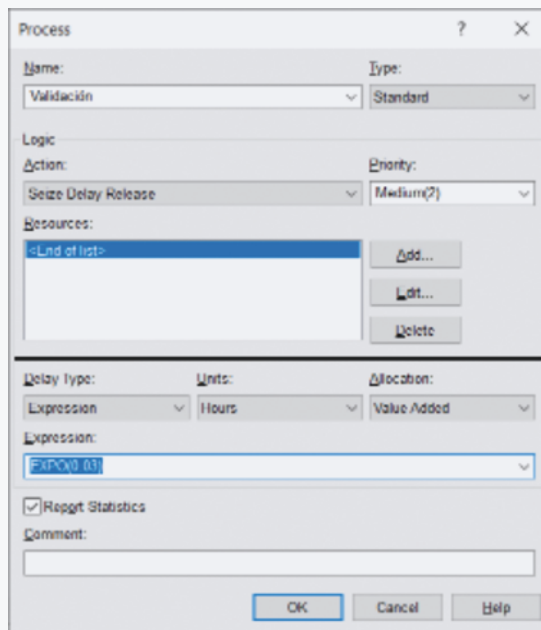 Process ? ×
Name: Type:
Validación Standard
Logic
Action: Priority:
Seize Delay Release Medium(2)
Resources:
<End of list>
Add...
Edit...
Delete
Delay Type: Units: Allocation:
Expression Hours Value Added
Expression:
EXPO(0.03)
Report Statistics
Comment:
OK Cancel Help